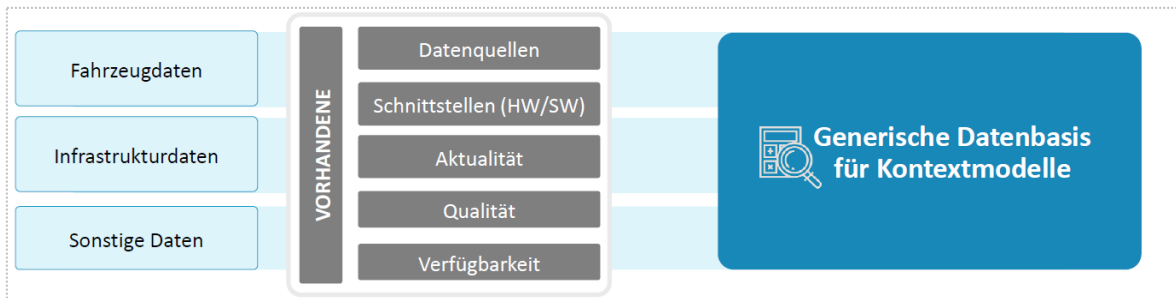 Fahrzeugdaten
Infrastrukturdaten
Sonstige Daten
VORHANDENE
Datenquellen
Schnittstellen (HW/SW)
Aktualität
Qualität
Verfügbarkeit
Generische Datenbasis
für Kontextmodelle